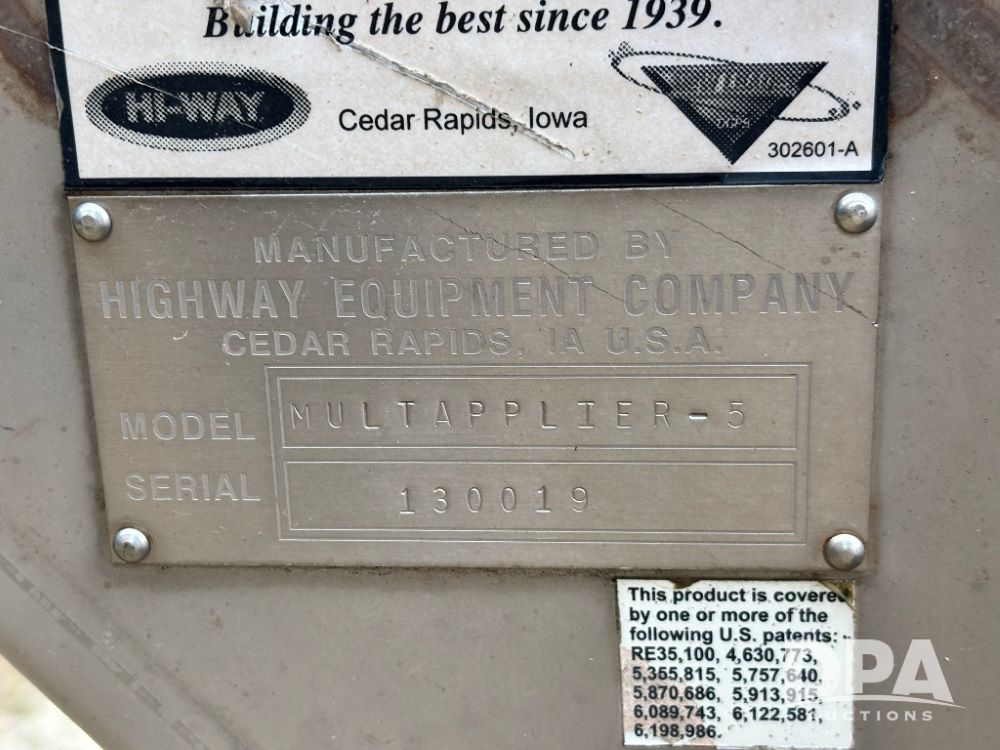 Building the best since 1939.
HI-WAY
Cedar Rapids, Iowa
302601-A
MANUFACTURED BY
HIGHWAY EQUIPMENT COMPANY
CEDAR RAPIDS, IA U.S.A.
MODEL MULTAPPLIER-5
SERIAL 130019
This product is covered
by one or more of the
following U.S. patents:
RE35,100, 4,630,773,
5,355,815, 5,757,640,
5,870,686, 5,913,915,
6,089,743, 6,122,581,
6,198,986.
DPA
AUCTIONS